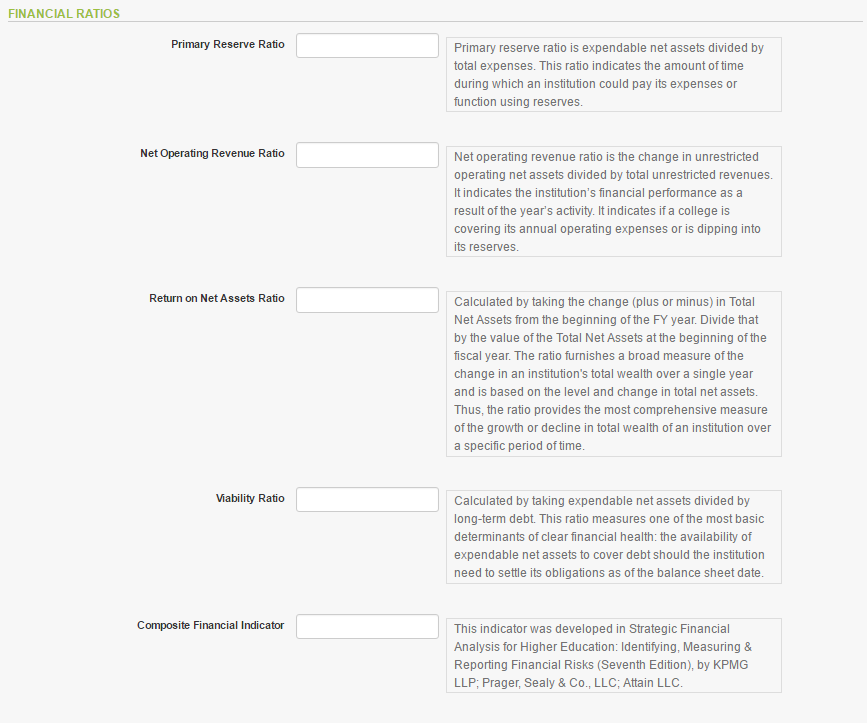 FINANCIAL RATIOS
Primary Reserve Ratio
Primary reserve ratio is expendable net assets divided by
total expenses. This ratio indicates the amount of time
during which an institution could pay its expenses or
function using reserves.
Net Operating Revenue Ratio
Net operating revenue ratio is the change in unrestricted
operating net assets divided by total unrestricted revenues.
It indicates the institution's financial performance as a
result of the year's activity. It indicates if a college is
covering its annual operating expenses or is dipping into
its reserves.
Return on Net Assets Ratio
Calculated by taking the change (plus or minus) in Total
Net Assets from the beginning of the FY year. Divide that
by the value of the Total Net Assets at the beginning of the
fiscal year. The ratio furnishes a broad measure of the
change in an institution's total wealth over a single year
and is based on the level and change in total net assets.
Thus, the ratio provides the most comprehensive measure
of the growth or decline in total wealth of an institution over
a specific period of time.
Viability Ratio
Calculated by taking expendable net assets divided by
long-term debt. This ratio measures one of the most basic
determinants of clear financial health: the availability of
expendable net assets to cover debt should the institution
need to settle its obligations as of the balance sheet date.
Composite Financial Indicator
This indicator was developed in Strategic Financial
Analysis for Higher Education: Identifying, Measuring &
Reporting Financial Risks (Seventh Edition), by KPMG
LLP; Prager, Sealy & Co., LLC; Attain LLC.